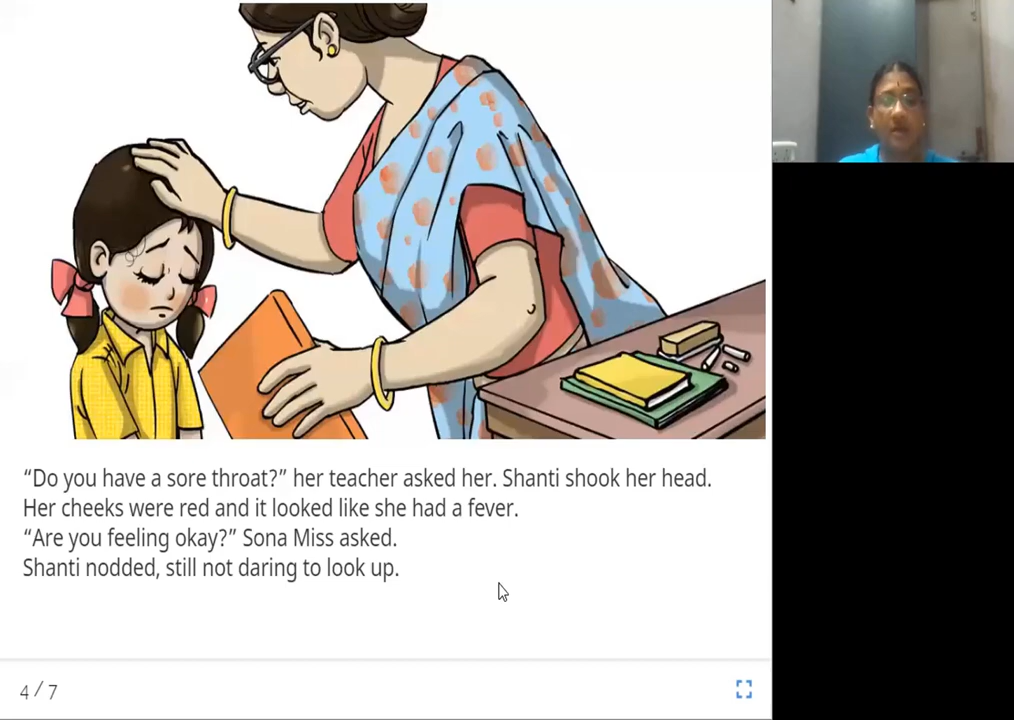 “Do you have a sore throat?” her teacher asked her. Shanti shook her head.
Her cheeks were red and it looked like she had a fever.
“Are you feeling okay?” Sona Miss asked.
Shanti nodded, still not daring to look up.
4 / 7